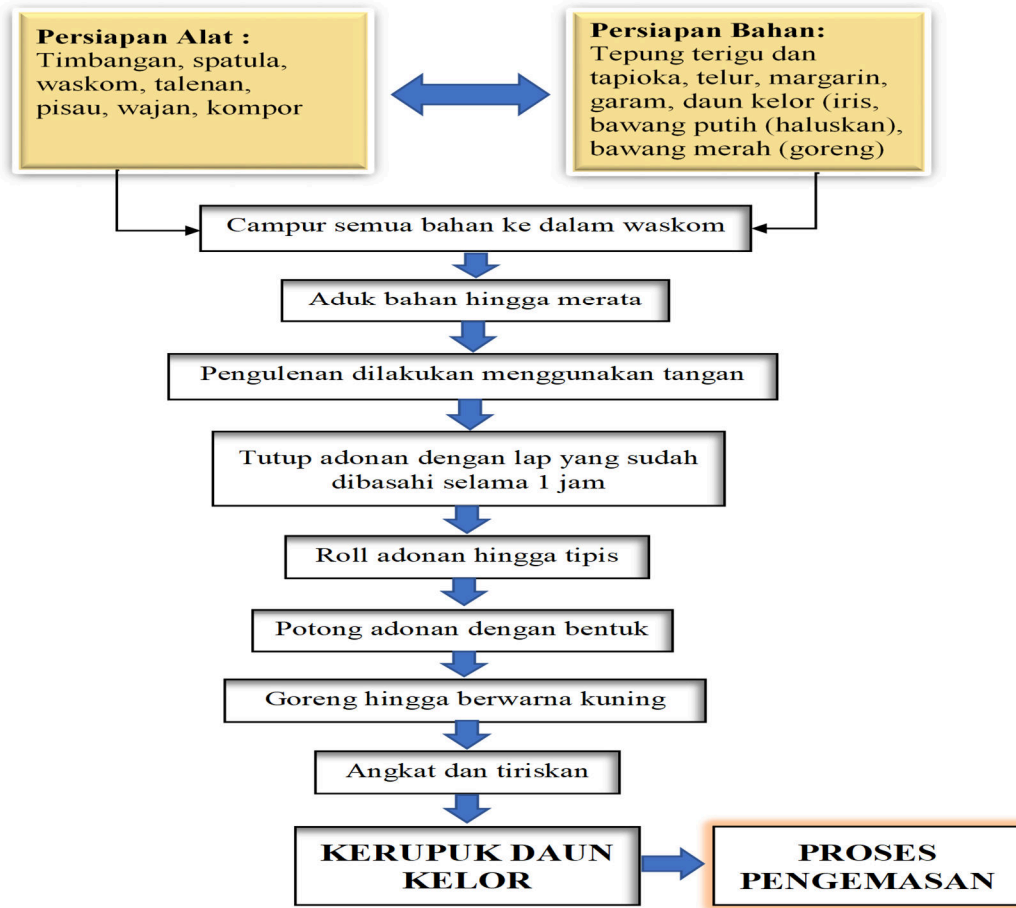 Persiapan Alat :
Timbangan, spatula,
waskom, talenan,
pisau, wajan, kompor
Persiapan Bahan:
Tepung terigu dan
tapioka, telur, margarin,
garam, daun kelor (iris,
bawang putih (haluskan),
bawang merah (goreng)
Campur semua bahan ke dalam waskom
Aduk bahan hingga merata
Pengulenan dilakukan menggunakan tangan
Tutup adonan dengan lap yang sudah
dibasahi selama 1 jam
Roll adonan hingga tipis
Potong adonan dengan bentuk
Goreng hingga berwarna kuning
Angkat dan tiriskan
KERUPUK DAUN
KELOR
PROSES
PENGEMASAN